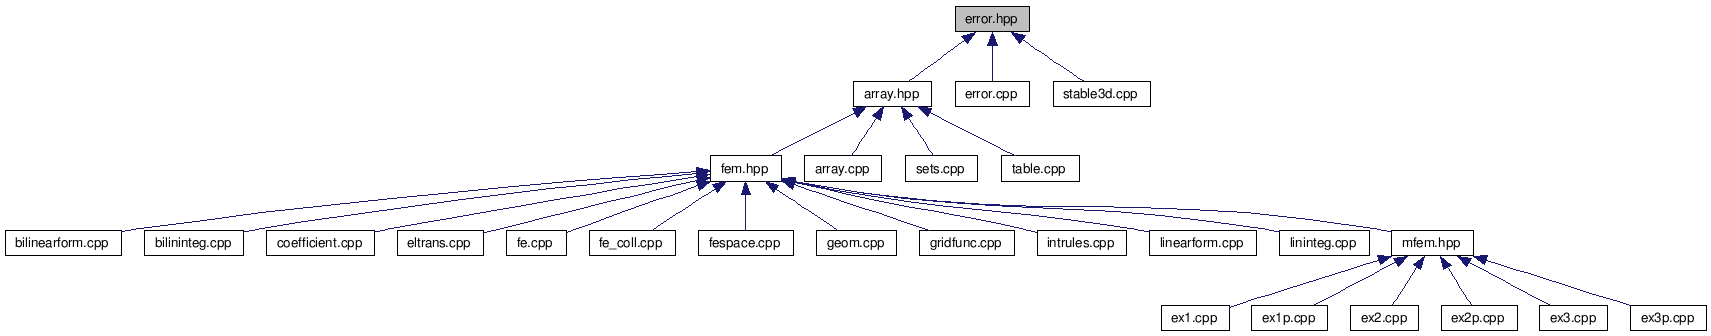 error.hpp
array.hpp
error.cpp
stable3d.cpp
fem.hpp
array.cpp
sets.cpp
table.cpp
bilinearform.cpp
bilininteg.cpp
coefficient.cpp
eltrans.cpp
fe.cpp
fe_coll.cpp
fespace.cpp
geom.cpp
gridfunc.cpp
intrules.cpp
linearform.cpp
lininteg.cpp
mfem.hpp
ex1.cpp
ex1p.cpp
ex2.cpp
ex2p.cpp
ex3.cpp
ex3p.cpp